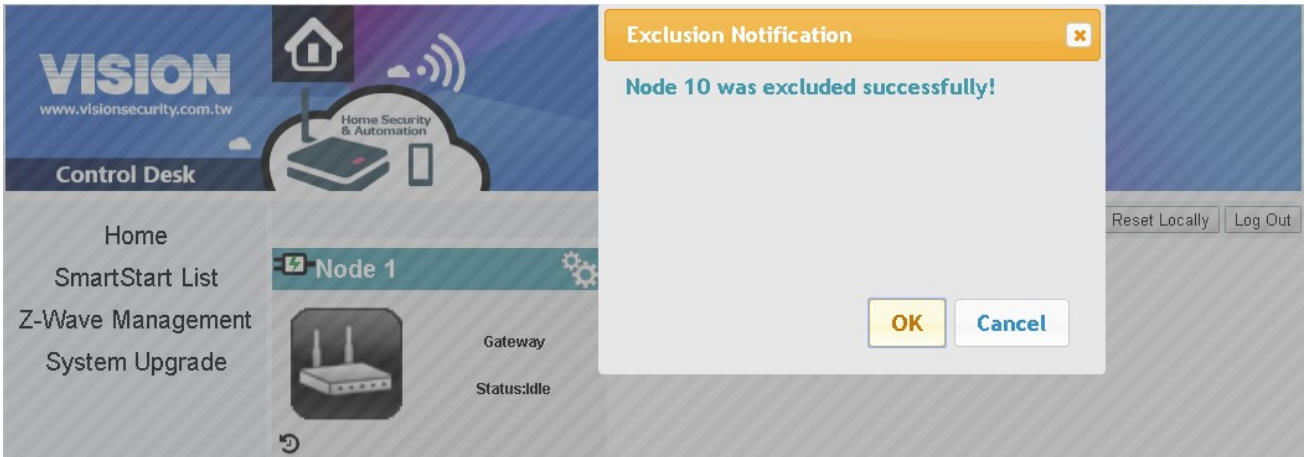 VISION
www.visionsecurity.com.tw
Home Security
& Automation
Control Desk
Exclusion Notification
Node 10 was excluded successfully!
OK
Cancel
Reset Locally
Log Out
Home
SmartStart List
Z-Wave Management
System Upgrade
Node 1
Gateway
Status:Idle